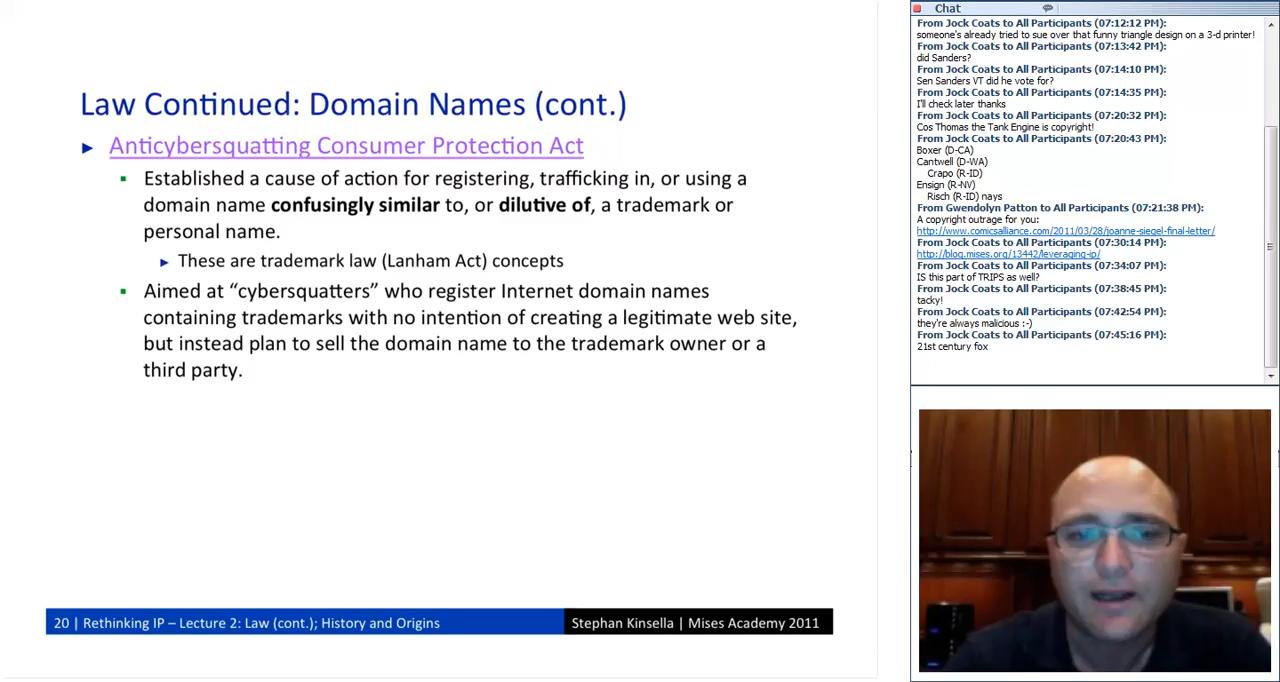 Law Continued: Domain Names (cont.)
► Anticybersquatting Consumer Protection Act
▪ Established a cause of action for registering, trafficking in, or using a
domain name confusingly similar to, or dilutive of, a trademark or
personal name.
► These are trademark law (Lanham Act) concepts
▪ Aimed at “cybersquatters” who register Internet domain names
containing trademarks with no intention of creating a legitimate web site,
but instead plan to sell the domain name to the trademark owner or a
third party.
20 | Rethinking IP – Lecture 2: Law (cont.); History and Origins
Stephan Kinsella | Mises Academy 2011
Chat
From Jock Coats to All Participants (07:12:12 PM):
someone's already tried to sue over that funny triangle design on a 3-d printer!
From Jock Coats to All Participants (07:13:42 PM):
did Sanders?
From Jock Coats to All Participants (07:14:10 PM):
Sen Sanders VT did he vote for?
From Jock Coats to All Participants (07:14:35 PM):
I'll check later thanks
From Jock Coats to All Participants (07:20:32 PM):
Cos Thomas the Tank Engine is copyright!
From Jock Coats to All Participants (07:20:43 PM):
Boxer (D-CA)
Cantwell (D-WA)
Crapo (R-ID)
Ensign (R-NV)
Risch (R-ID) nays
From Gwendolyn Patton to All Participants (07:21:38 PM):
A copyright outrage for you:
http://www.comicsalliance.com/2011/03/28/joanne-siegel-final-letter/
From Jock Coats to All Participants (07:30:14 PM):
http://blog.mises.org/13442/leveraging-ip/
From Jock Coats to All Participants (07:34:07 PM):
IS this part of TRIPS as well?
From Jock Coats to All Participants (07:38:45 PM):
tacky!
From Jock Coats to All Participants (07:42:54 PM):
they're always malicious :-)
From Jock Coats to All Participants (07:45:16 PM):
21st century fox